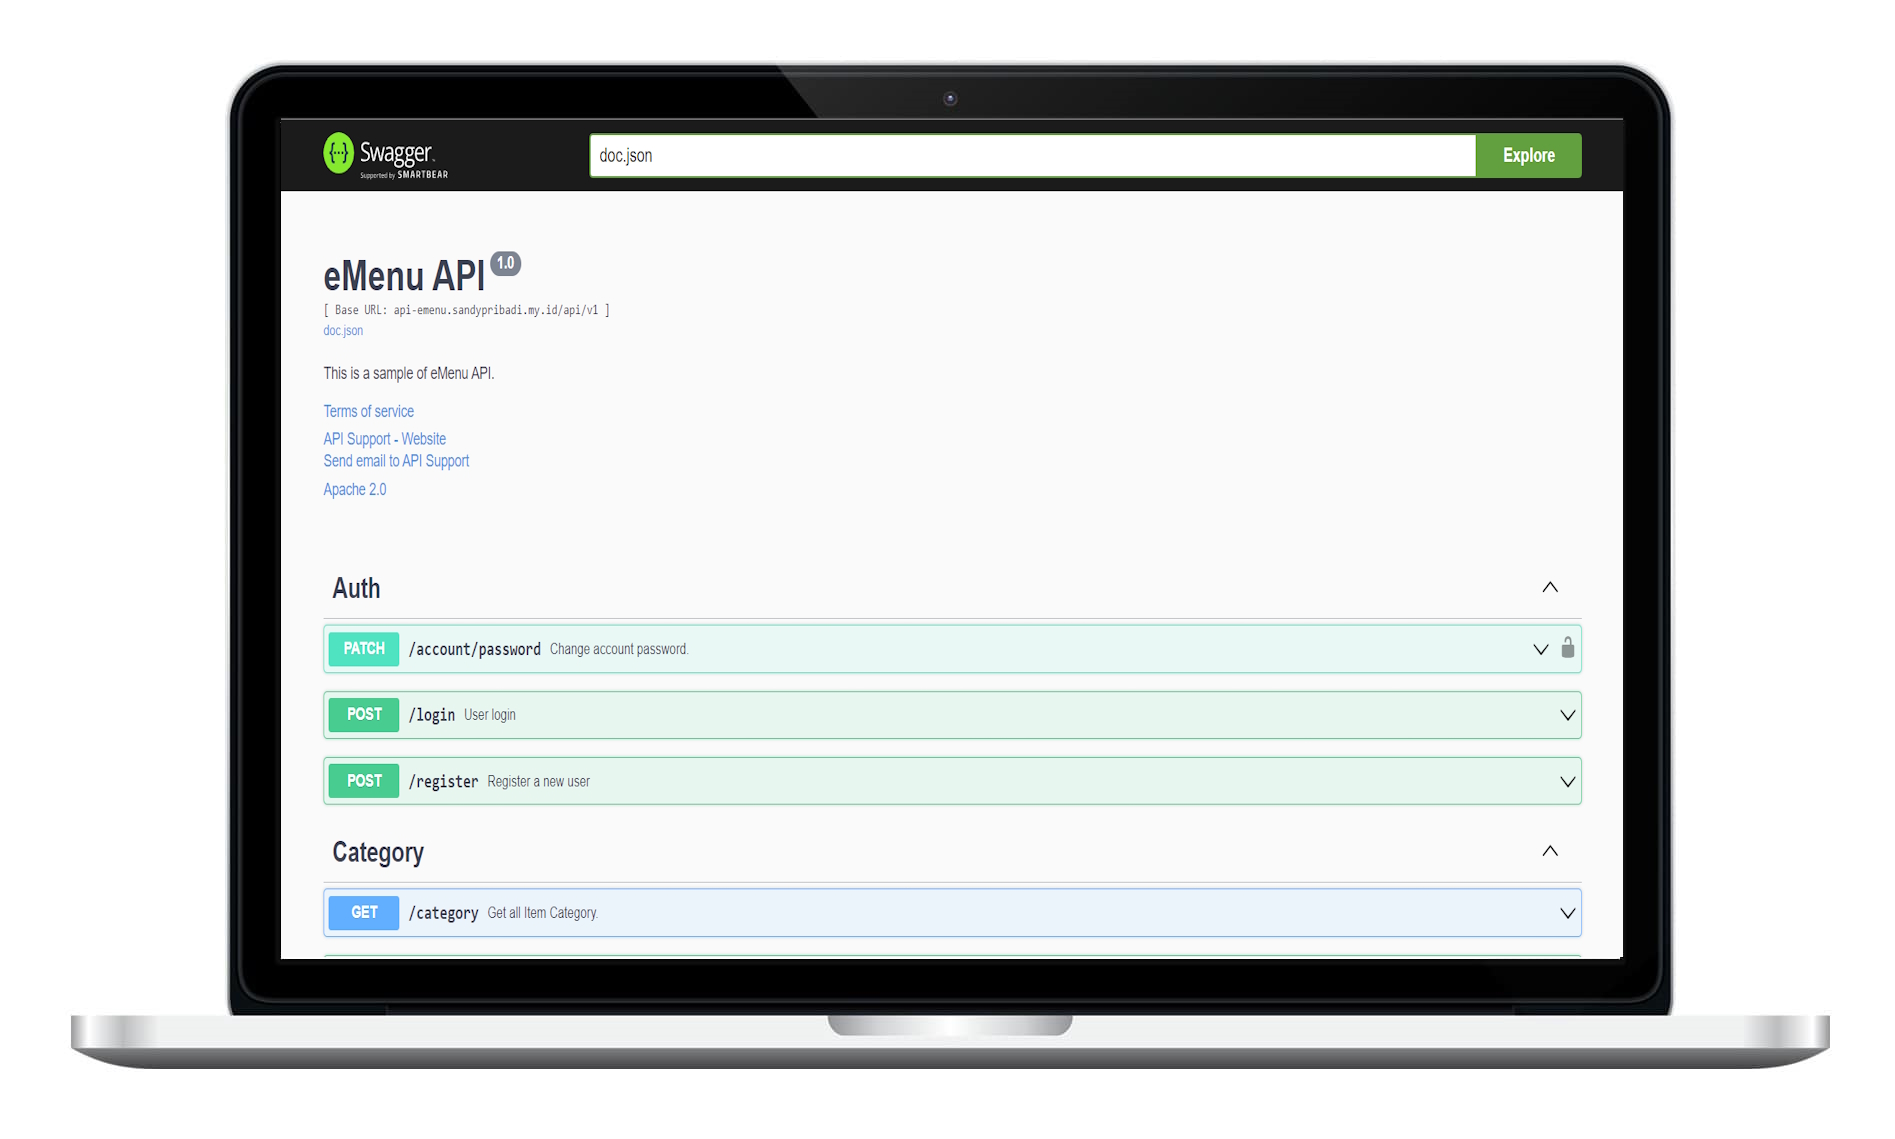 Swagger
Supported by SMARTBEAR
doc.json
Explore
eMenu API 1.0
[ Base URL: api-emenu.sandypribadi.my.id/api/v1 ]
doc.json
This is a sample of eMenu API.
Terms of service
API Support - Website
Send email to API Support
Apache 2.0
Auth
PATCH /account/password Change account password.
POST /login User login
POST /register Register a new user
Category
GET /category Get all Item Category.